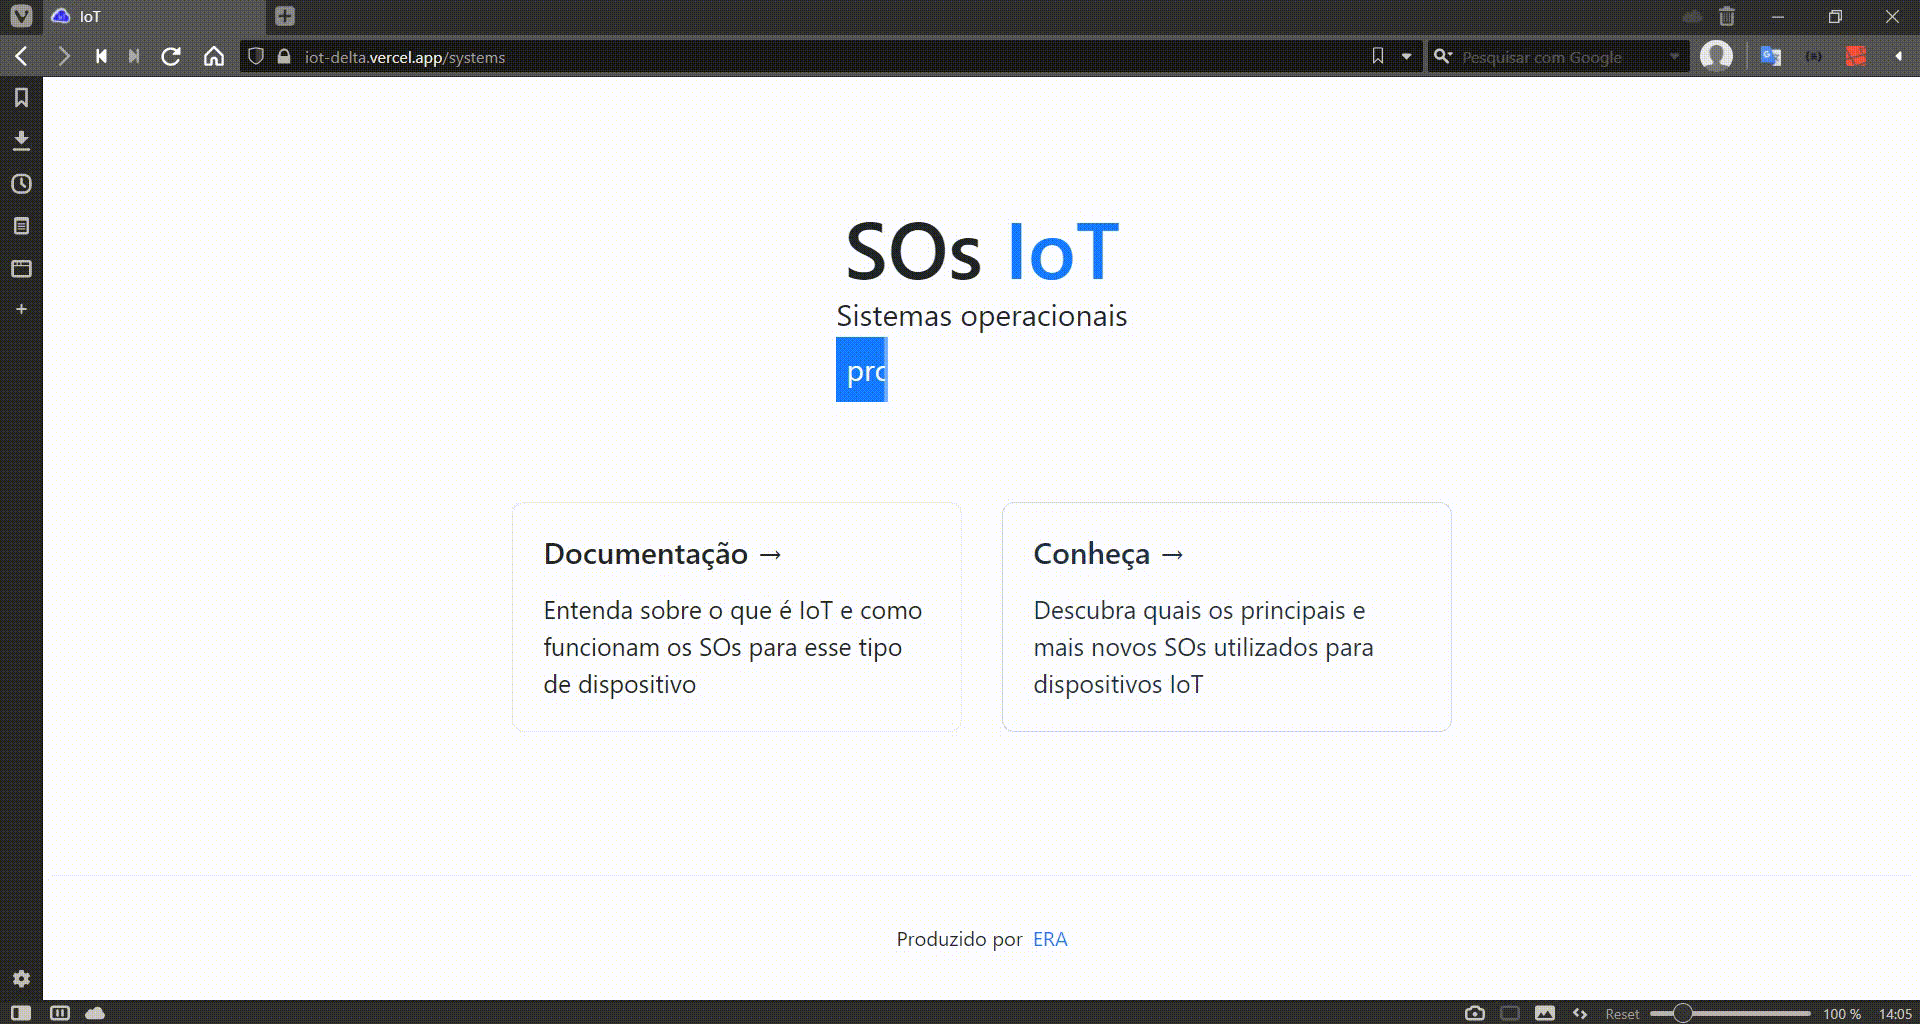 IoT
iot-delta.vercel.app/systems
Pesquisar com Google
SOs IoT
Sistemas operacionais
Documentação →
Entenda sobre o que é IoT e como
funcionam os SOs para esse tipo
de dispositivo
Conheça →
Descubra quais os principais e
mais novos SOs utilizados para
dispositivos IoT
Produzido por ERA
Reset
100 %
14:05